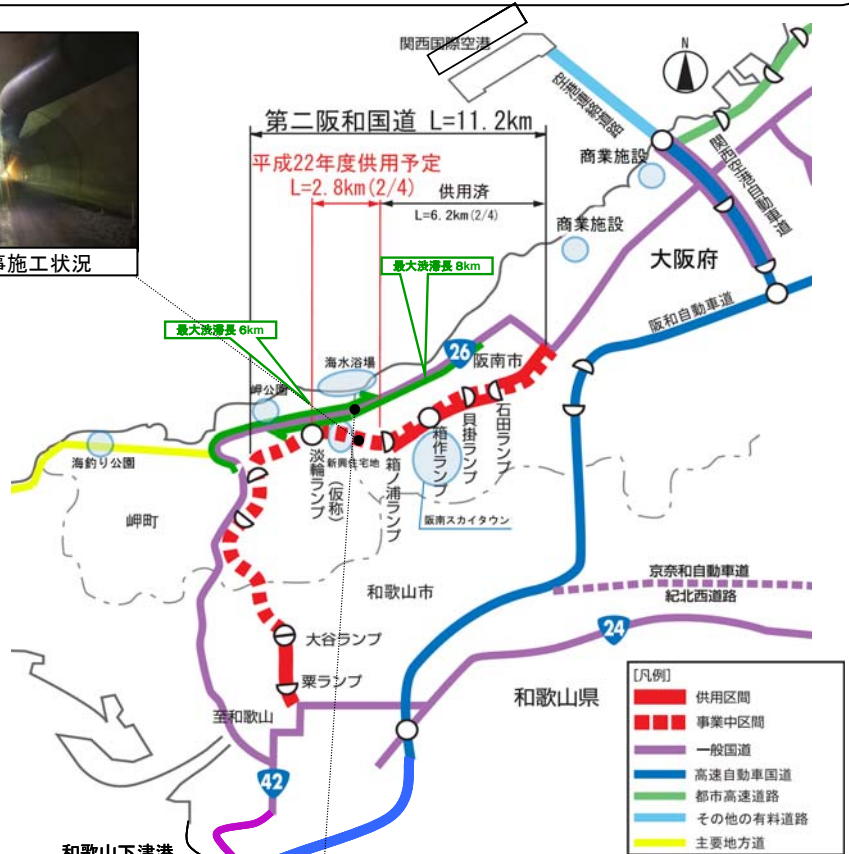 関西国際空港
N
空港連絡道路
第二阪和国道 L=11.2km
平成22年度供用予定
L=2.8km(2/4)
供用済
L=6.2km(2/4)
商業施設
商業施設
関西空港自動車道
大阪府
事施工状況
最大渋滞長 8km
阪和自動車道
最大渋滞長 6km
海水浴場
26
阪南市
岬公園
石田ランプ
貝掛ランプ
箱作ランプ
箱ノ浦ランプ
新興住宅地
淡輪ランプ(仮称)
海釣り公園
阪南スカイタウン
岬町
和歌山市
京奈和自動車道
紀北西道路
24
大谷ランプ
粟ランプ
和歌山県
至和歌山
42
和歌山下津港
[凡例]
供用区間
事業中区間
一般国道
高速自動車国道
都市高速道路
その他の有料道路
主要地方道